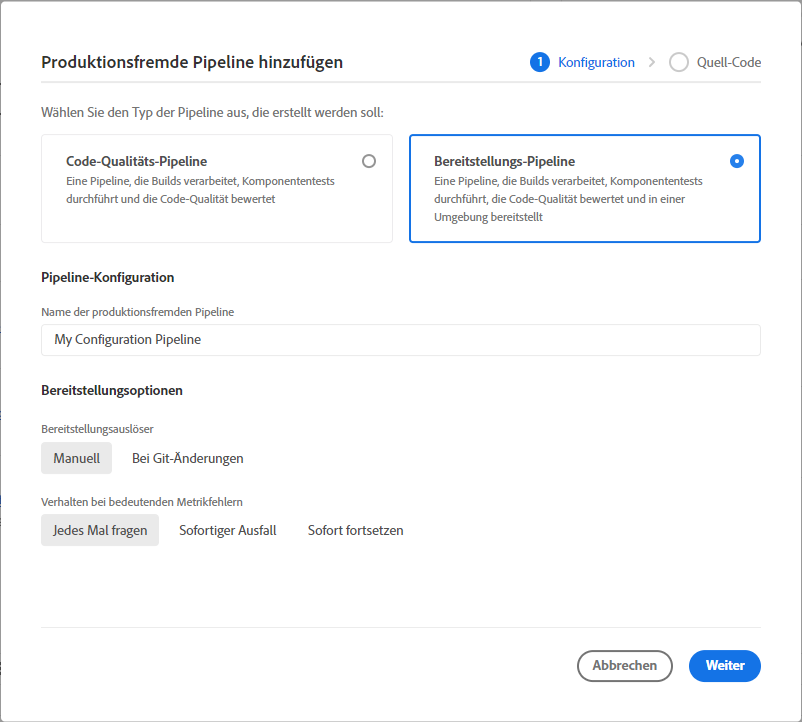 Produktionsfremde Pipeline hinzufügen
1 Konfiguration > Quell-Code
Wählen Sie den Typ der Pipeline aus, die erstellt werden soll:
Code-Qualitäts-Pipeline
Eine Pipeline, die Builds verarbeitet, Komponententests
durchführt und die Code-Qualität bewertet
Bereitstellungs-Pipeline
Eine Pipeline, die Builds verarbeitet, Komponententests
durchführt, die Code-Qualität bewertet und in einer
Umgebung bereitstellt
Pipeline-Konfiguration
Name der produktionsfremden Pipeline
My Configuration Pipeline
Bereitstellungsoptionen
Bereitstellungsauslöser
Manuell Bei Git-Änderungen
Verhalten bei bedeutenden Metrikfehlern
Jedes Mal fragen Sofortiger Ausfall Sofort fortsetzen
Abbrechen Weiter